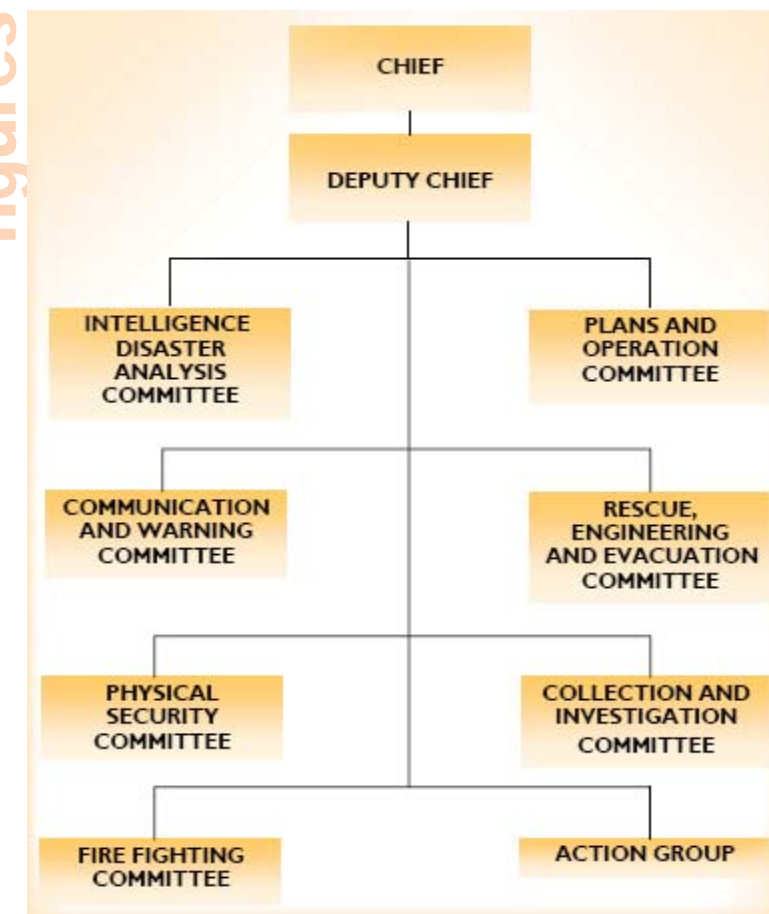 figures
CHIEF
DEPUTY CHIEF
INTELLIGENCE
DISASTER
ANALYSIS
COMMITTEE
PLANS AND
OPERATION
COMMITTEE
COMMUNICATION
AND WARNING
COMMITTEE
RESCUE,
ENGINEERING
AND EVACUATION
COMMITTEE
PHYSICAL
SECURITY
COMMITTEE
COLLECTION AND
INVESTIGATION
COMMITTEE
FIRE FIGHTING
COMMITTEE
ACTION GROUP